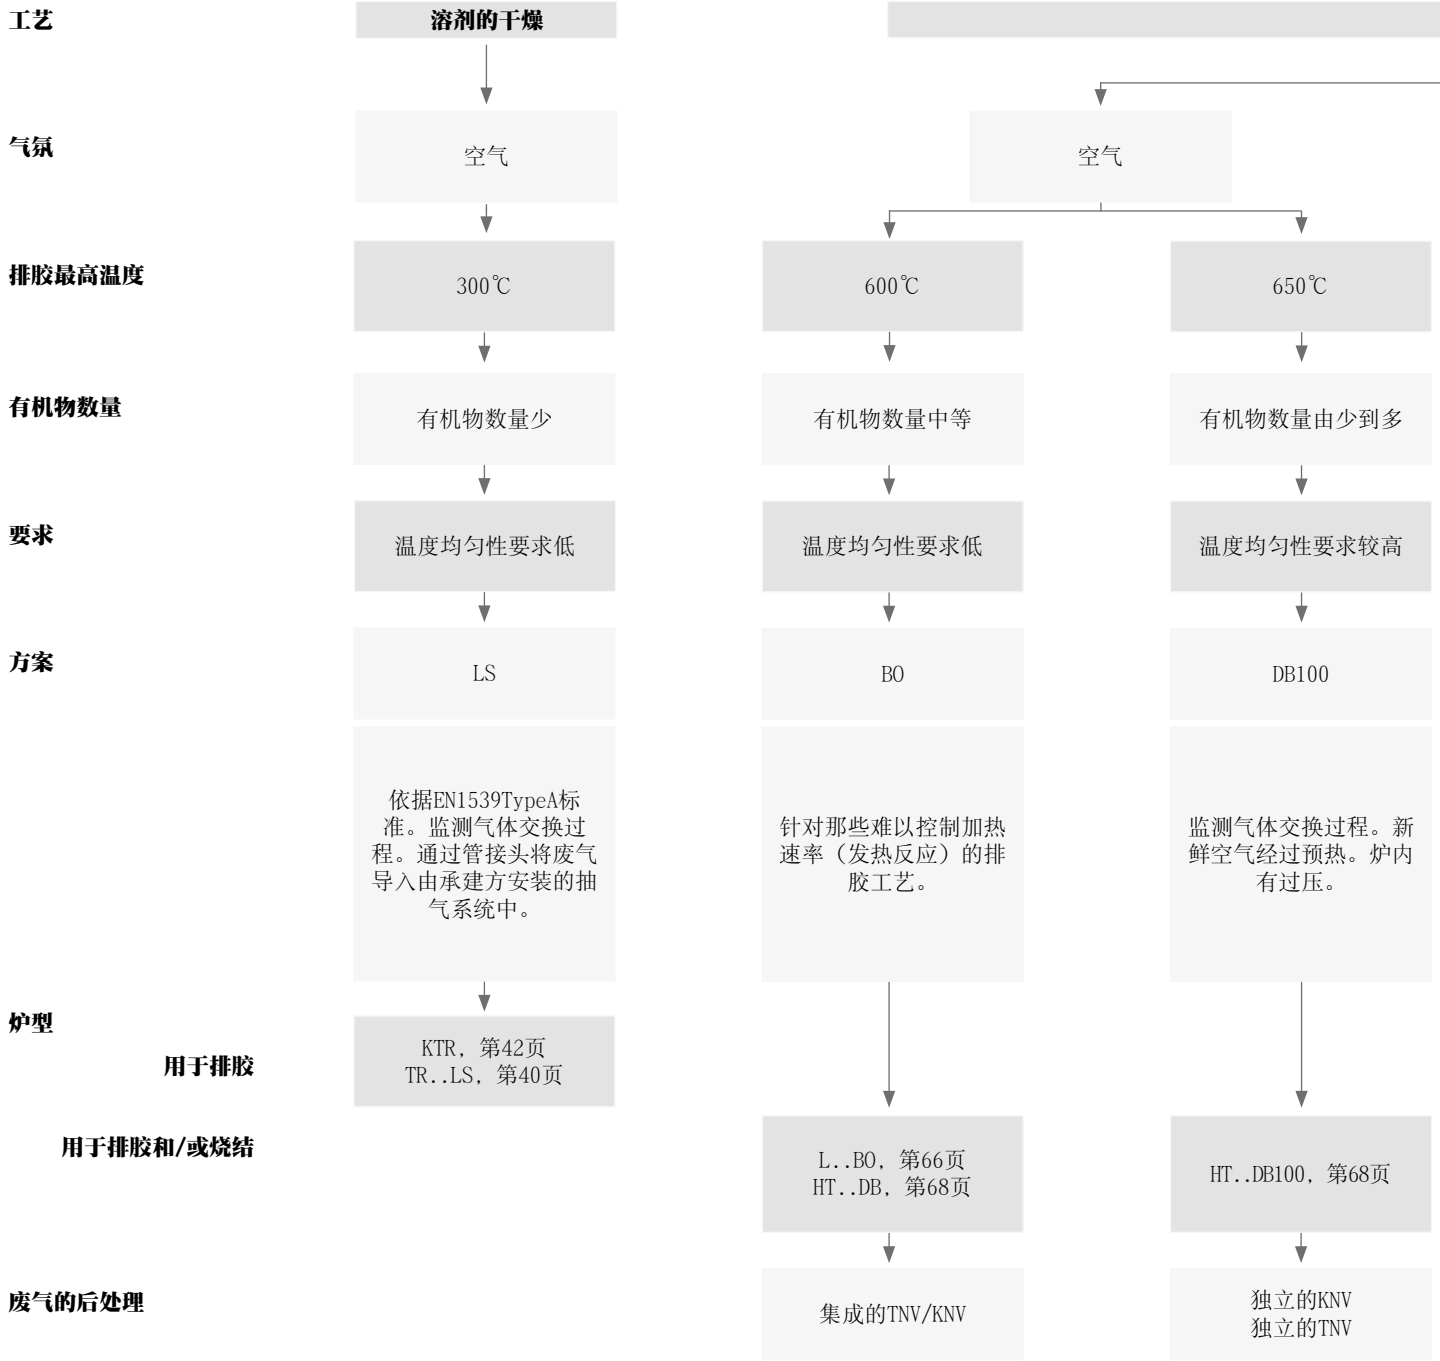 工艺
溶剂的干燥
气氛
空气
空气
排胶最高温度
300℃
600℃
650℃
有机物数量
有机物数量少
有机物数量中等
有机物数量由少到多
要求
温度均匀性要求低
温度均匀性要求低
温度均匀性要求较高
方案
LS
BO
DB100
依据EN1539TypeA标
准。监测气体交换过
程。通过管接头将废气
导入由承建方安装的抽
气系统中。
针对那些难以控制加热
速率（发热反应）的排
胶工艺。
监测气体交换过程。新
鲜空气经过预热。炉内
有过压。
炉型
用于排胶
KTR, 第42页
TR..LS, 第40页
用于排胶和/或烧结
L..BO, 第66页
HT..DB, 第68页
HT..DB100, 第68页
废气的后处理
集成的TNV/KNV
独立的KNV
独立的TNV